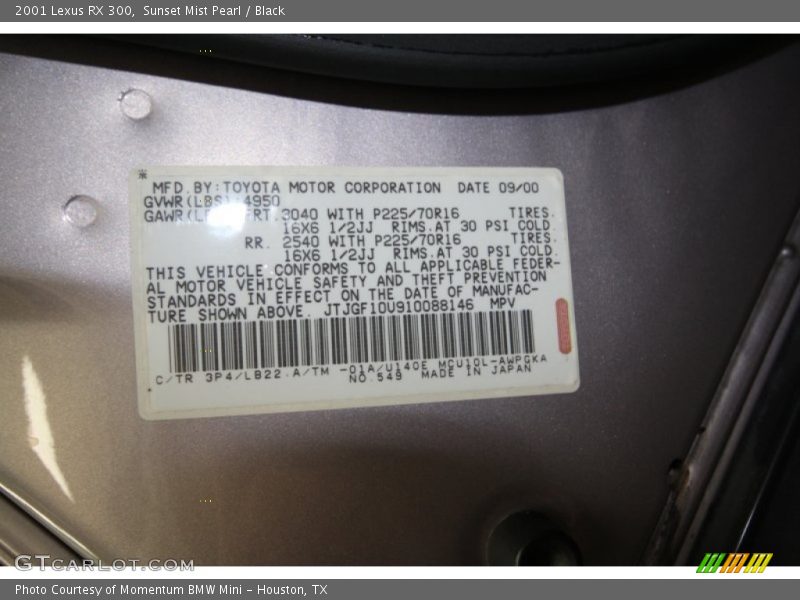 2001 Lexus RX 300, Sunset Mist Pearl / Black
*
MFD.BY:TOYOTA MOTOR CORPORATION DATE 09/00
GVWR(LBS) 4950
FRT. 3040 WITH P225/70R16 TIRES.
16X6 1/2JJ RIMS.AT 30 PSI COLD.
RR. 2540 WITH P225/70R16 TIRES.
16X6 1/2JJ RIMS.AT 30 PSI COLD.
THIS VEHICLE CONFORMS TO ALL APPLICABLE FEDER-
AL MOTOR VEHICLE SAFETY AND THEFT PREVENTION
STANDARDS IN EFFECT ON THE DATE OF MANUFAC-
TURE SHOWN ABOVE. JTJGF10U910088146 MPV
C/TR 3P4/LB22.A/TM -01A/U140E MCU10L-AWPGKA
NO.549 MADE IN JAPAN
GTCARLOT.COM
Photo Courtesy of Momentum BMW Mini - Houston, TX